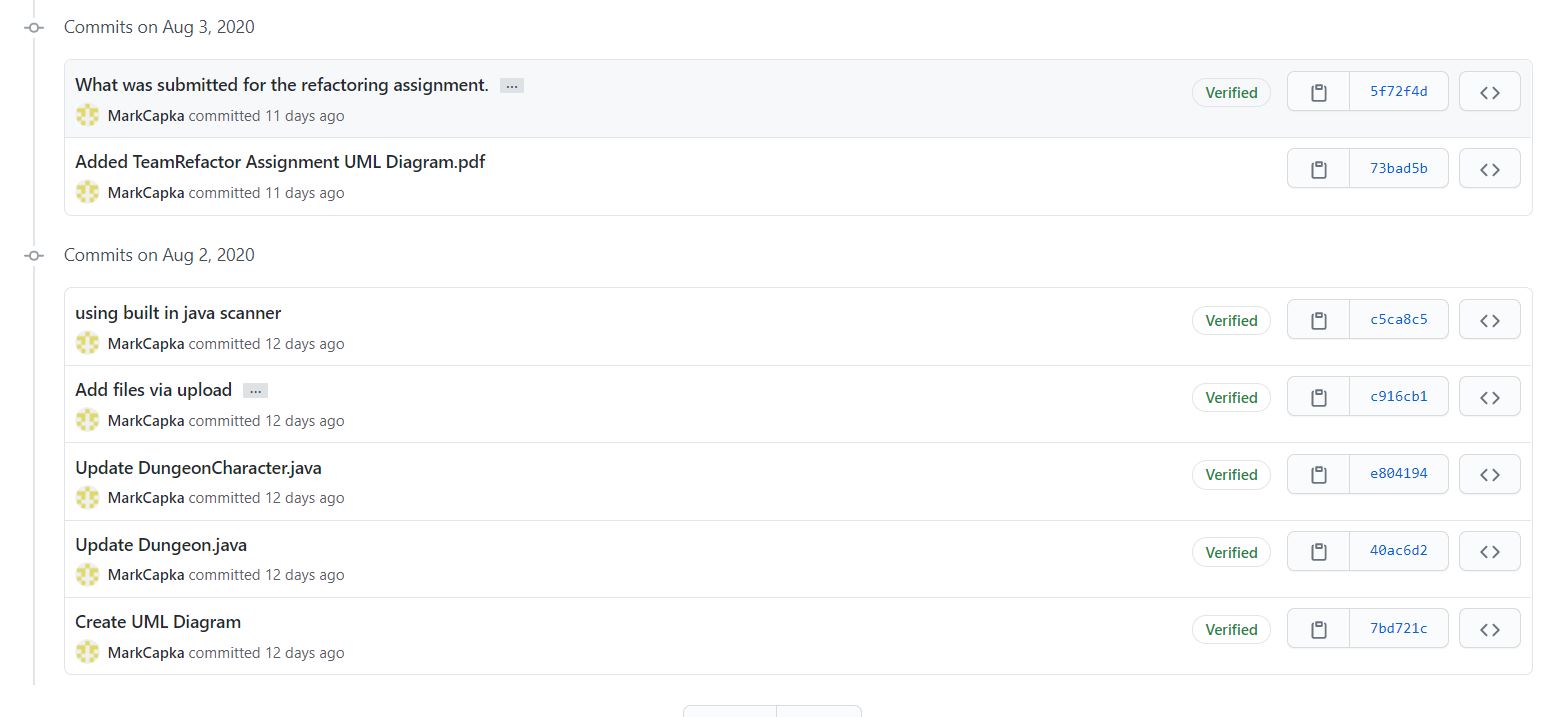 Commits on Aug 3, 2020
What was submitted for the refactoring assignment. ...
Verified
5f72f4d
MarkCapka committed 11 days ago
Added TeamRefactor Assignment UML Diagram.pdf
73bad5b
MarkCapka committed 11 days ago
Commits on Aug 2, 2020
using built in java scanner
Verified
c5ca8c5
MarkCapka committed 12 days ago
Add files via upload ...
Verified
c916cb1
MarkCapka committed 12 days ago
Update DungeonCharacter.java
Verified
e804194
MarkCapka committed 12 days ago
Update Dungeon.java
Verified
40ac6d2
MarkCapka committed 12 days ago
Create UML Diagram
Verified
7bd721c
MarkCapka committed 12 days ago